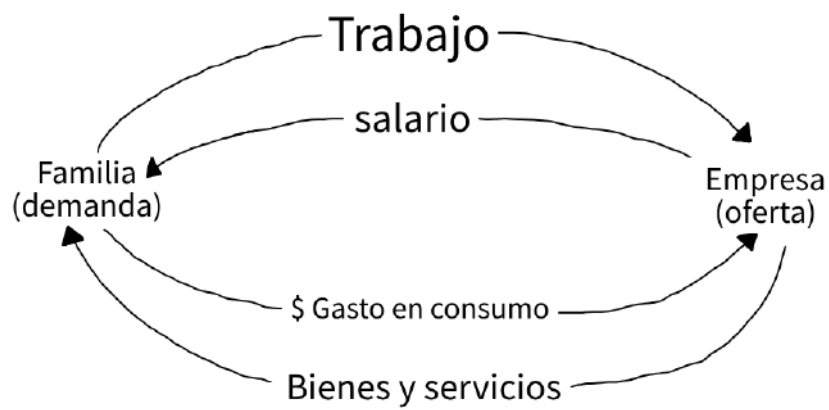 Trabajo
salario
Familia
(demanda)
Empresa
(oferta)
$ Gasto en consumo
Bienes y servicios